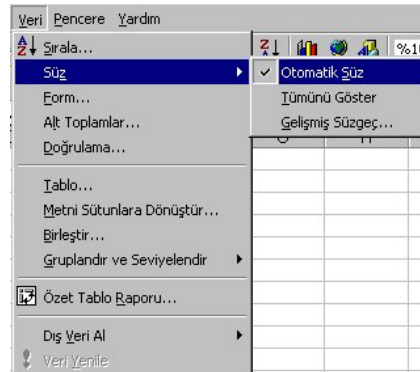 Veri Pencere Yardım
Sırala...
Süz
Otomatik Süz
Form...
Tümünü Göster
Alt Toplamlar...
Gelişmiş Süzgeç...
Doğrulama...
Tablo...
Metni Sütunlara Dönüştür...
Birleştir...
Gruplandır ve Seviyelendir
Özet Tablo Raporu...
Dış Veri Al
Veri Yenile